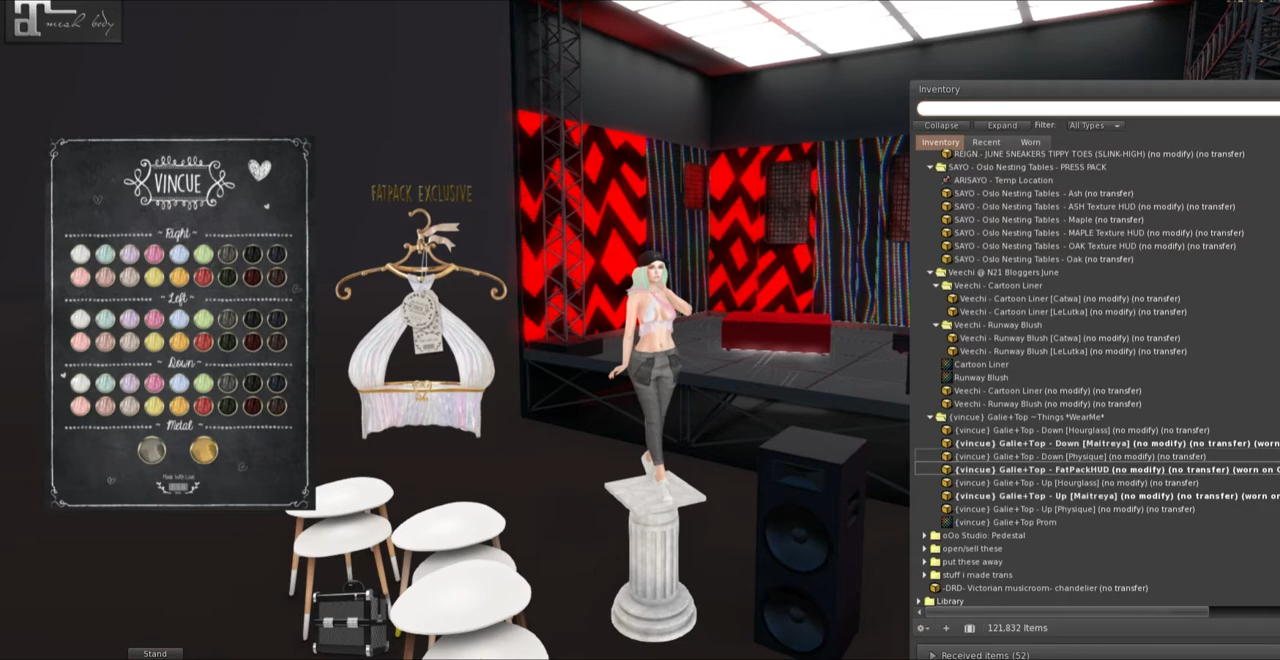 mesh body
VINCUE
~ Right ~
~ Left ~
~ Down ~
~ Metal ~
Made With Love
FATPACK EXCLUSIVE
Stand
Inventory
Collapse
Expand
Filter:
All Types
Inventory
Recent
Worn
REIGN.- JUNE SNEAKERS TIPPY TOES (SLINK-HIGH) (no modify) (no transfer)
SAYO - Oslo Nesting Tables - PRESS PACK
ARISAYO - Temp Location
SAYO - Oslo Nesting Tables - Ash (no transfer)
SAYO - Oslo Nesting Tables - ASH Texture HUD (no modify) (no transfer)
SAYO - Oslo Nesting Tables - Maple (no transfer)
SAYO - Oslo Nesting Tables - MAPLE Texture HUD (no modify) (no transfer)
SAYO - Oslo Nesting Tables - OAK Texture HUD (no modify) (no transfer)
SAYO - Oslo Nesting Tables - Oak (no transfer)
Veechi @ N21 Bloggers June
Veechi - Cartoon Liner
Veechi - Cartoon Liner [Catwa] (no modify) (no transfer)
Veechi - Cartoon Liner [LeLutka] (no modify) (no transfer)
Veechi - Runway Blush
Veechi - Runway Blush [Catwa] (no modify) (no transfer)
Veechi - Runway Blush [LeLutka] (no modify) (no transfer)
Cartoon Liner
Runway Blush
Veechi - Cartoon Liner (no modify) (no transfer)
Veechi - Runway Blush (no modify) (no transfer)
{vincue} Galie+Top ~Things *WearMe*
{vincue} Galie+Top - Down [Hourglass] (no modify) (no transfer)
{vincue} Galie+Top - Down [Maitreya] (no modify) (no transfer) (worn
{vincue} Galie+Top - Down [Physique] (no modify) (no transfer)
{vincue} Galie+Top - FatPackHUD (no modify) (no transfer) (worn on
{vincue} Galie+Top - Up [Hourglass] (no modify) (no transfer)
{vincue} Galie+Top - Up [Maitreya] (no modify) (no transfer) (worn on
{vincue} Galie+Top - Up [Physique] (no modify) (no transfer)
{vincue} Galie+Top Prom
oOo Studio: Pedestal
open/sell these
put these away
stuff i made trans
-DRD- Victorian musicroom- chandelier (no transfer)
Library
121,832 Items
Received items (52)